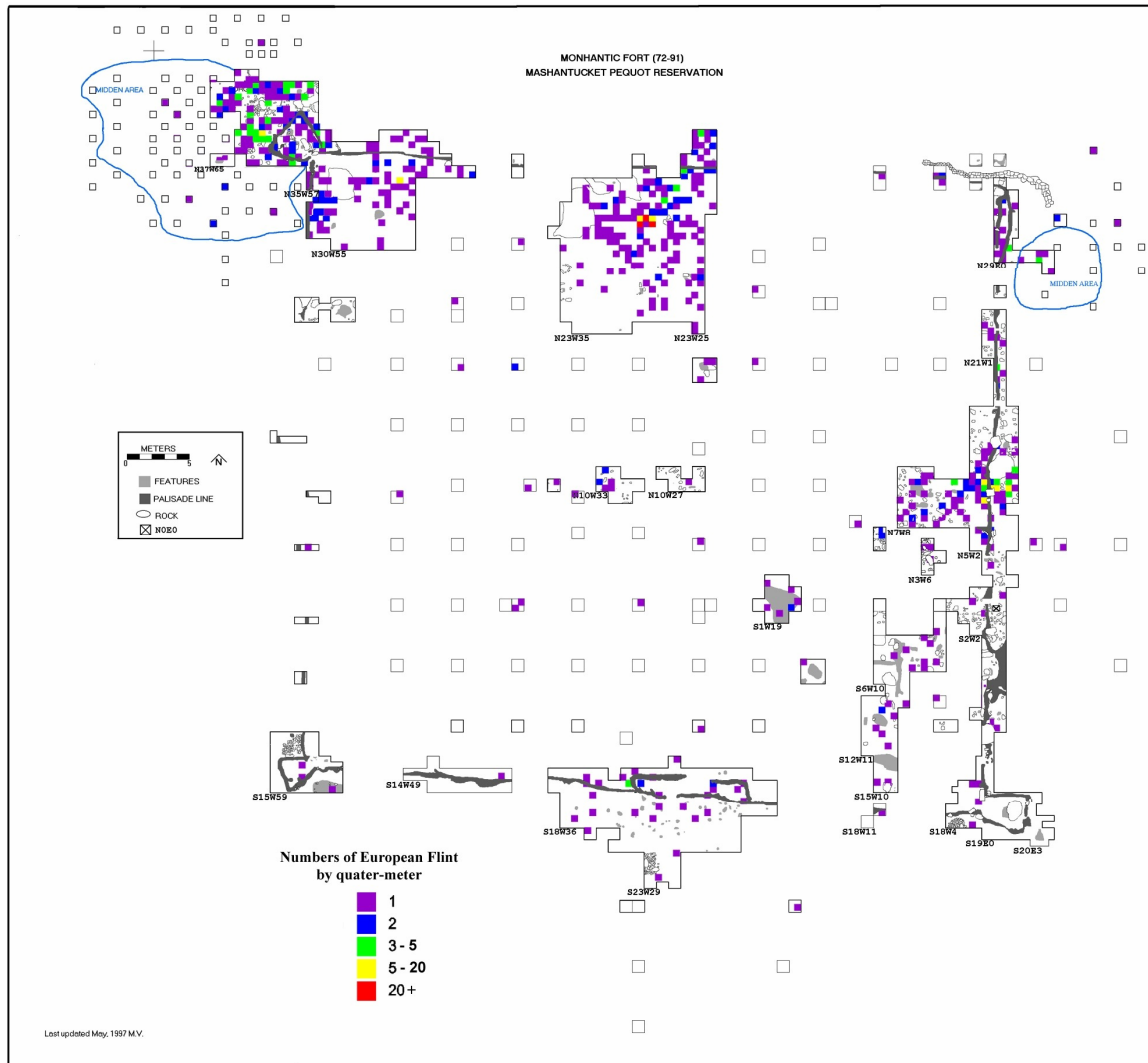 MONHANTIC FORT (72-91)
MASHANTUCKET PEQUOT RESERVATION
MIDDEN AREA
N37W65
N35W57
N30W55
N29E0
MIDDEN AREA
N23W35
N23W25
N21W1
METERS
0 5
N
FEATURES
PALISADE LINE
ROCK
N0E0
N10W33
N10W27
N7W8
N5W2
N3W6
S1W19
S2W2
S6W10
S12W11
S15W59
S14W49
S15W10
S18W36
S18W11
S18W4
S19E0
S20E3
Numbers of European Flint
by quater-meter
S23W29
1
2
3 - 5
5 - 20
20+
Last updated May, 1997 M.V.